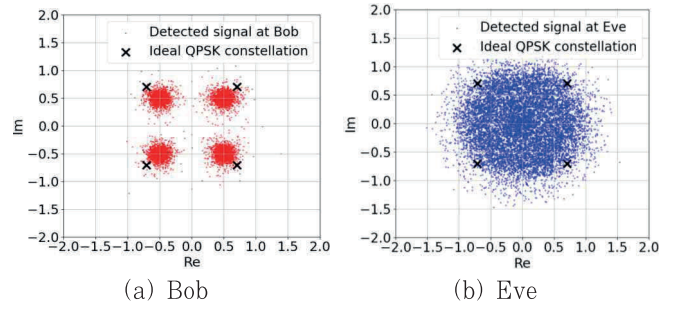 Detected signal at Bob
Ideal QPSK constellation
2.0
1.5
1.0
0.5
0.0
−0.5
−1.0
−1.5
−2.0
Im
−2.0 −1.5 −1.0 −0.5 0.0 0.5 1.0 1.5 2.0
Re
(a) Bob
Detected signal at Eve
Ideal QPSK constellation
2.0
1.5
1.0
0.5
0.0
−0.5
−1.0
−1.5
−2.0
Im
−2.0 −1.5 −1.0 −0.5 0.0 0.5 1.0 1.5 2.0
Re
(b) Eve